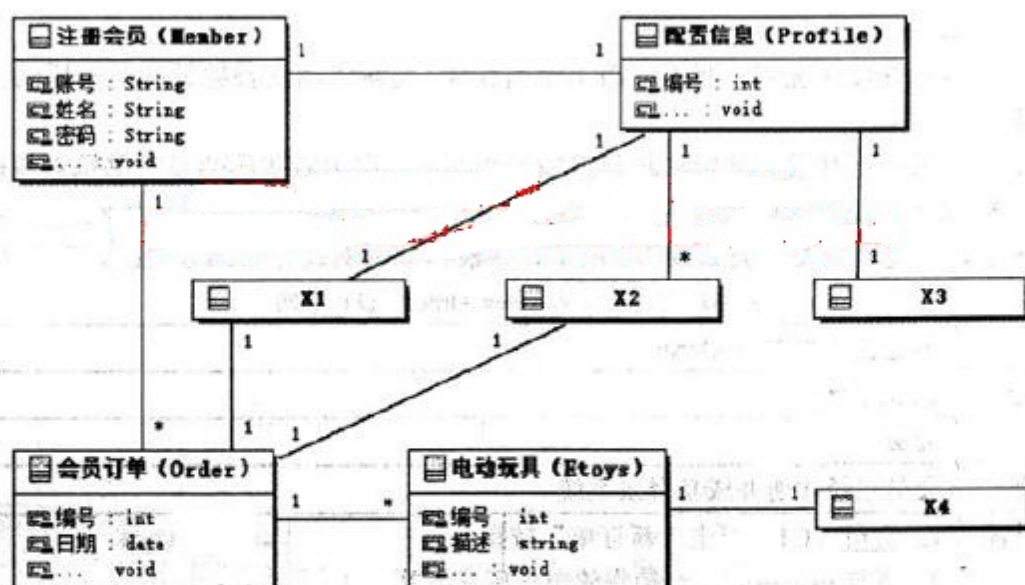 注册会员 (Member)
账号 : String
姓名 : String
密码 : String
... : void
配置信息 (Profile)
编号 : int
... : void
1
1
1
1
1
*
1
1
1
X1
X2
X3
1
1
*
1
1
会员订单 (Order)
编号 : int
日期 : date
... void
1
*
电动玩具 (Etoys)
编号 : int
描述 : string
... : void
1
1
X4